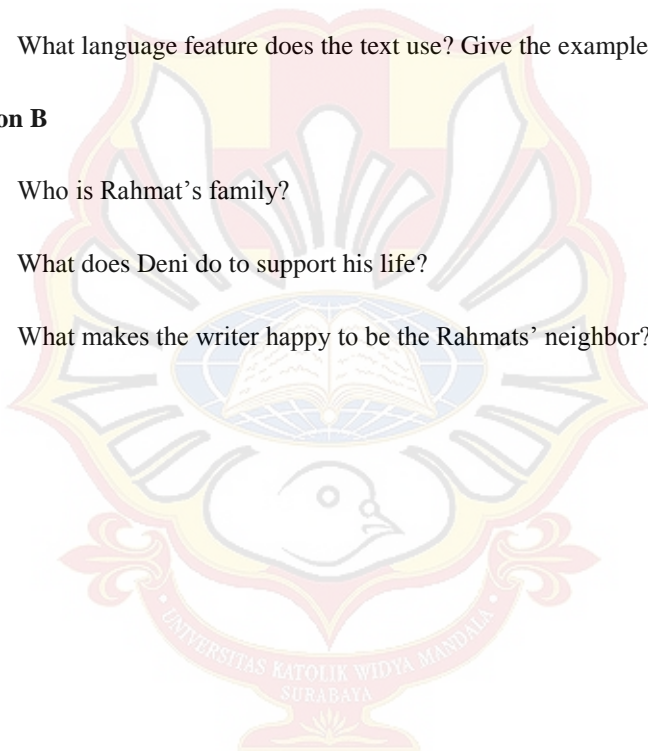 What language feature does the text use? Give the example
on B
Who is Rahmat’s family?
What does Deni do to support his life?
What makes the writer happy to be the Rahmats’ neighbor?
UNIVERSITAS KATOLIK WIDYA MANDALA
SURABAYA